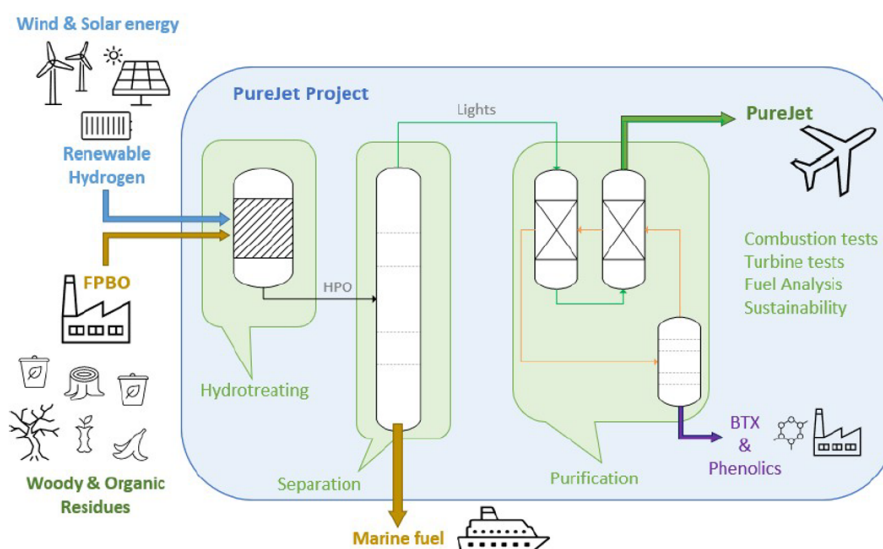 Wind & Solar energy
PureJet Project
Lights
PureJet
Renewable
Hydrogen
Combustion tests
Turbine tests
Fuel Analysis
Sustainability
FPBO
HPO
Hydrotreating
BTX
&
Phenolics
Woody & Organic
Residues
Separation
Purification
Marine fuel